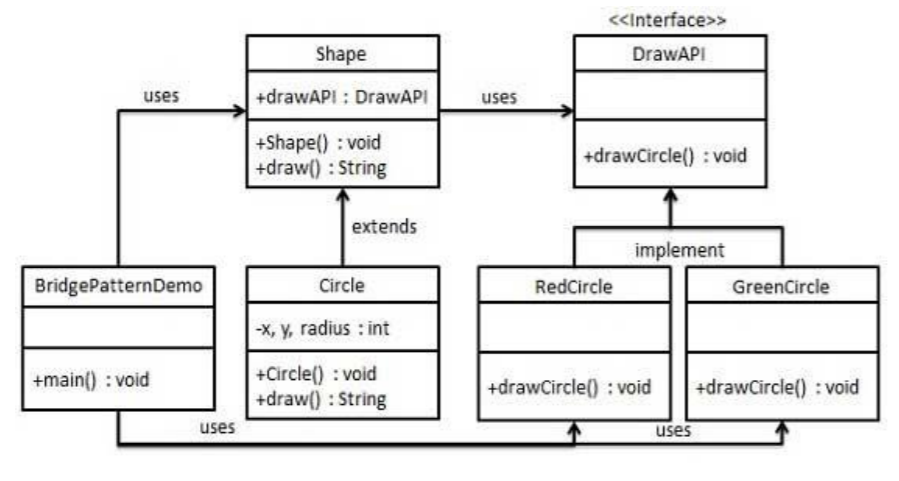 <<Interface>>
Shape
+drawAPI : DrawAPI
+Shape() : void
+draw() : String
uses
uses
DrawAPI
+drawCircle() : void
extends
implement
BridgePatternDemo
+main() : void
Circle
-x, y, radius : int
+Circle() : void
+draw() : String
RedCircle
+drawCircle() : void
GreenCircle
+drawCircle() : void
uses
uses